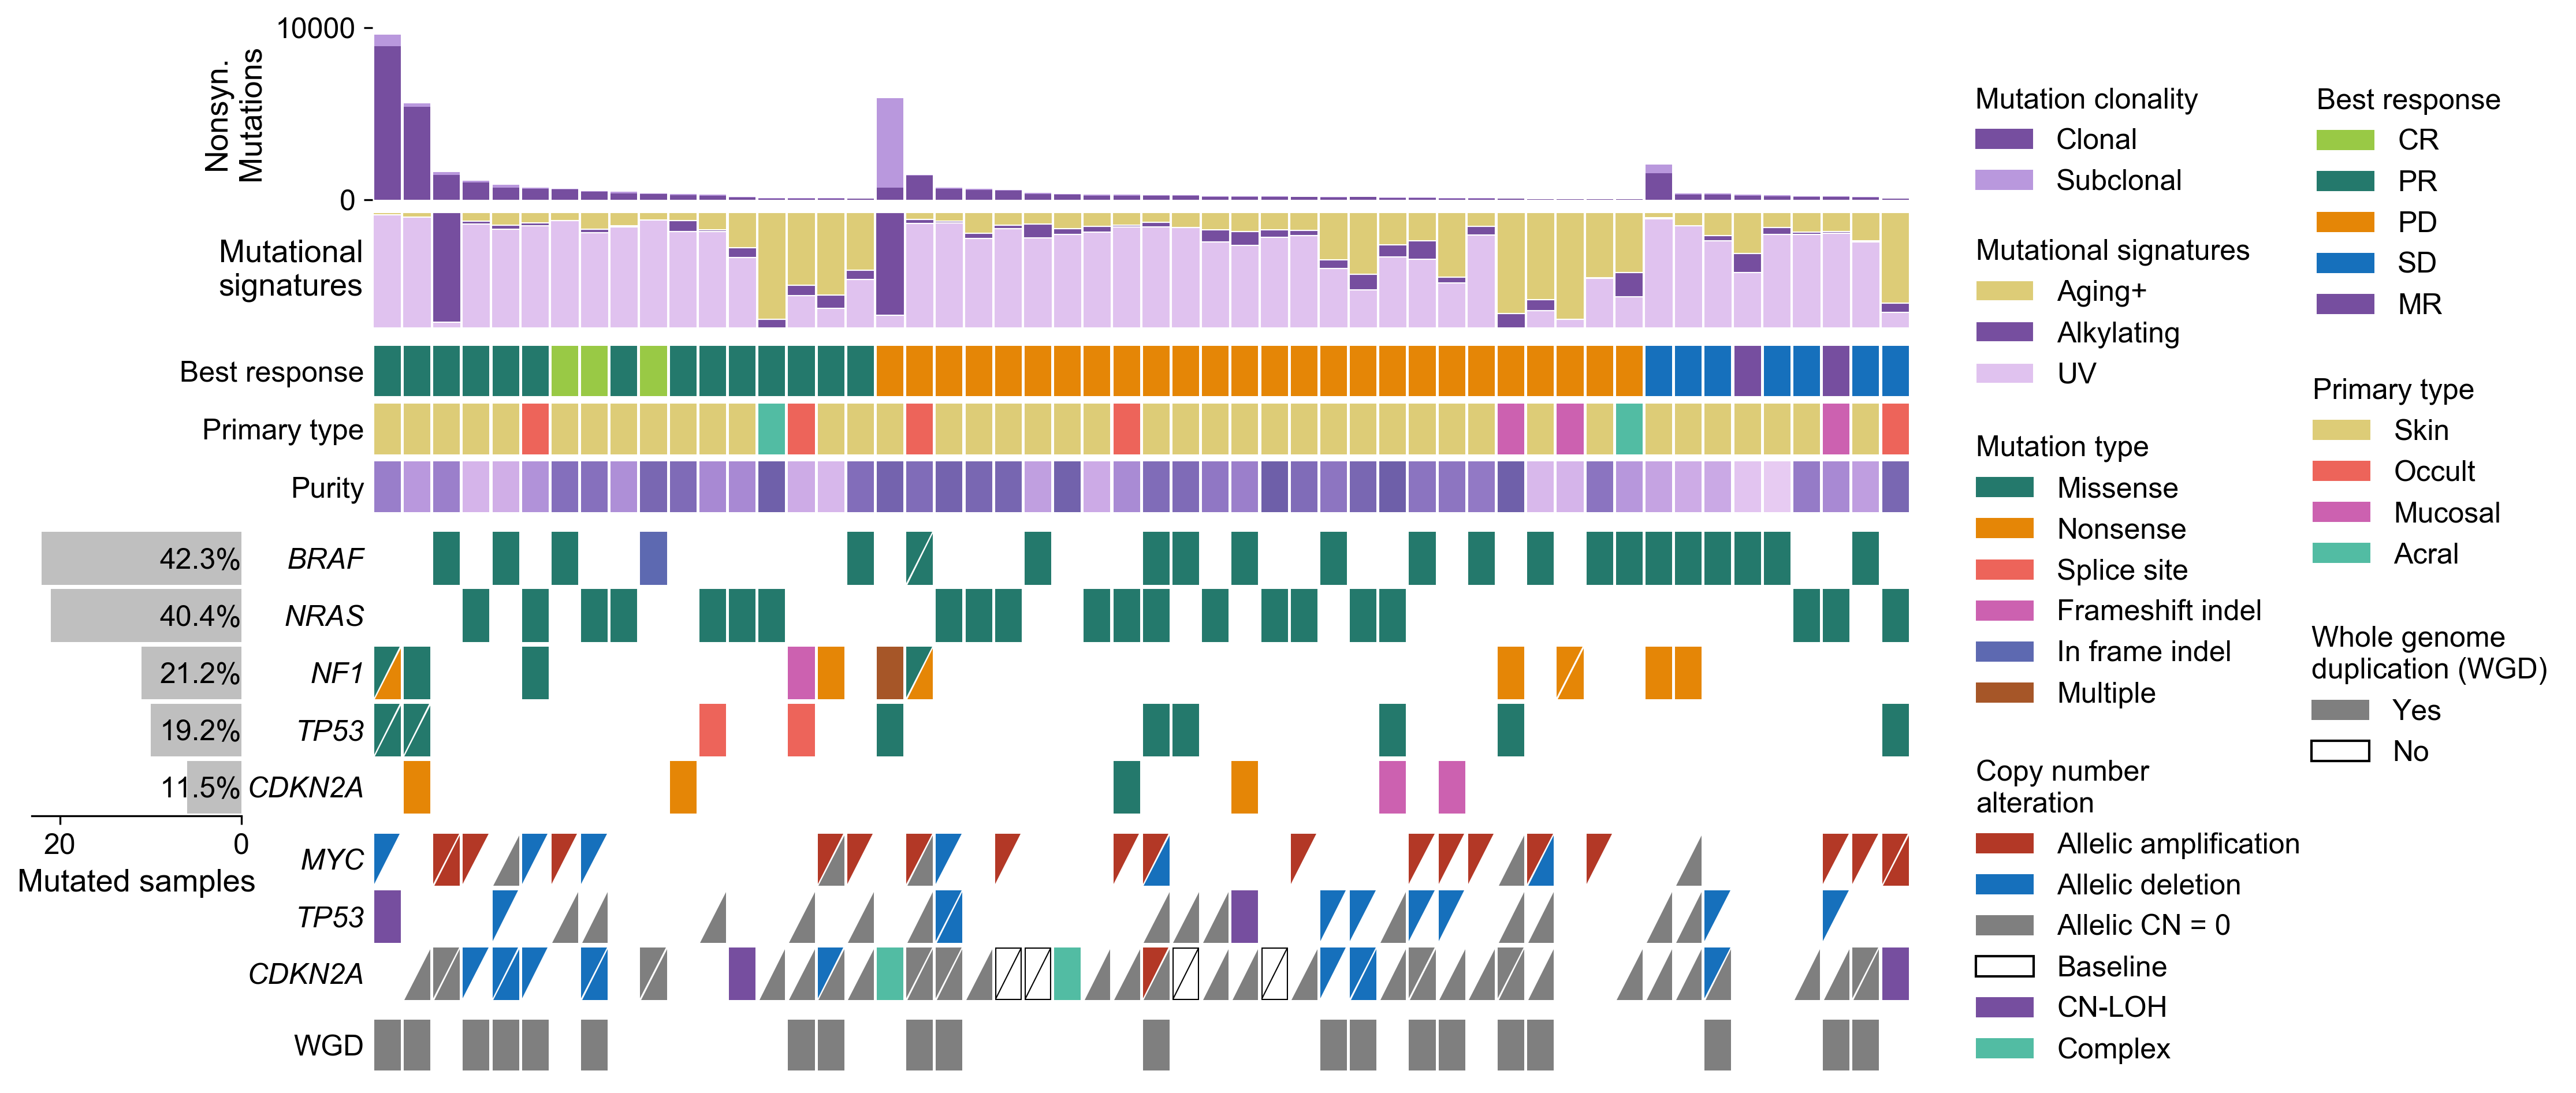 10000
Nonsyn.
Mutations
0
Mutational
signatures
Best response
Primary type
Purity
42.3% BRAF
40.4% NRAS
21.2% NF1
19.2% TP53
11.5% CDKN2A
20 0
Mutated samples
MYC
TP53
CDKN2A
WGD
Mutation clonality
Clonal
Subclonal
Mutational signatures
Aging+
Alkylating
UV
Mutation type
Missense
Nonsense
Splice site
Frameshift indel
In frame indel
Multiple
Copy number
alteration
Allelic amplification
Allelic deletion
Allelic CN = 0
Baseline
CN-LOH
Complex
Best response
CR
PR
PD
SD
MR
Primary type
Skin
Occult
Mucosal
Acral
Whole genome
duplication (WGD)
Yes
No